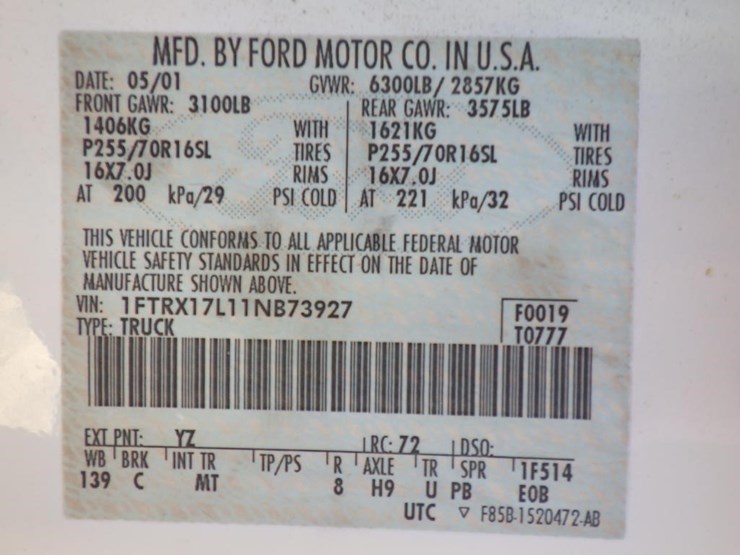 MFD. BY FORD MOTOR CO. IN U.S.A.
DATE: 05/01 GVWR: 6300LB/ 2857KG
FRONT GAWR: 3100LB REAR GAWR: 3575LB
1406KG WITH 1621KG WITH
P255/70R16SL TIRES P255/70R16SL TIRES
16X7.0J RIMS 16X7.0J RIMS
AT 200 kPa/29 PSI COLD AT 221 kPa/32 PSI COLD
THIS VEHICLE CONFORMS TO ALL APPLICABLE FEDERAL MOTOR
VEHICLE SAFETY STANDARDS IN EFFECT ON THE DATE OF
MANUFACTURE SHOWN ABOVE.
VIN: 1FTRX17L11NB73927 F0019
TYPE: TRUCK T0777
EXT PNT: YZ RC: 72 DSO:
WB BRK INT TR TP/PS R AXLE TR SPR 1F514
139 C MT 8 H9 U PB EOB
UTC ▽ F85B-1520472-AB